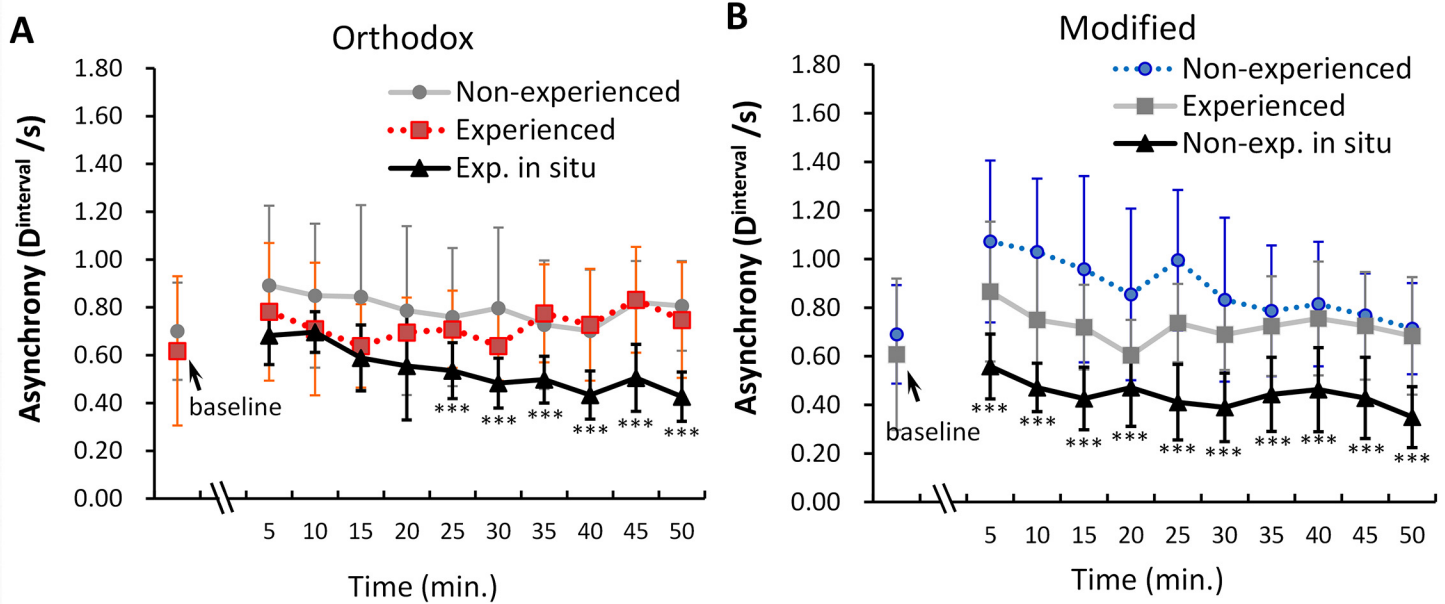 A
Orthodox
Asynchrony (Dinterval /s)
1.80
1.60
1.40
1.20
1.00
0.80
0.60
0.40
0.20
0.00
Non-experienced
Experienced
Exp. in situ
baseline
***
***
***
***
***
***
5 10 15 20 25 30 35 40 45 50
Time (min.)
B
Modified
Asynchrony (Dinterval /s)
1.80
1.60
1.40
1.20
1.00
0.80
0.60
0.40
0.20
0.00
Non-experienced
Experienced
Non-exp. in situ
baseline
***
***
***
***
***
***
***
***
***
***
5 10 15 20 25 30 35 40 45 50
Time (min.)